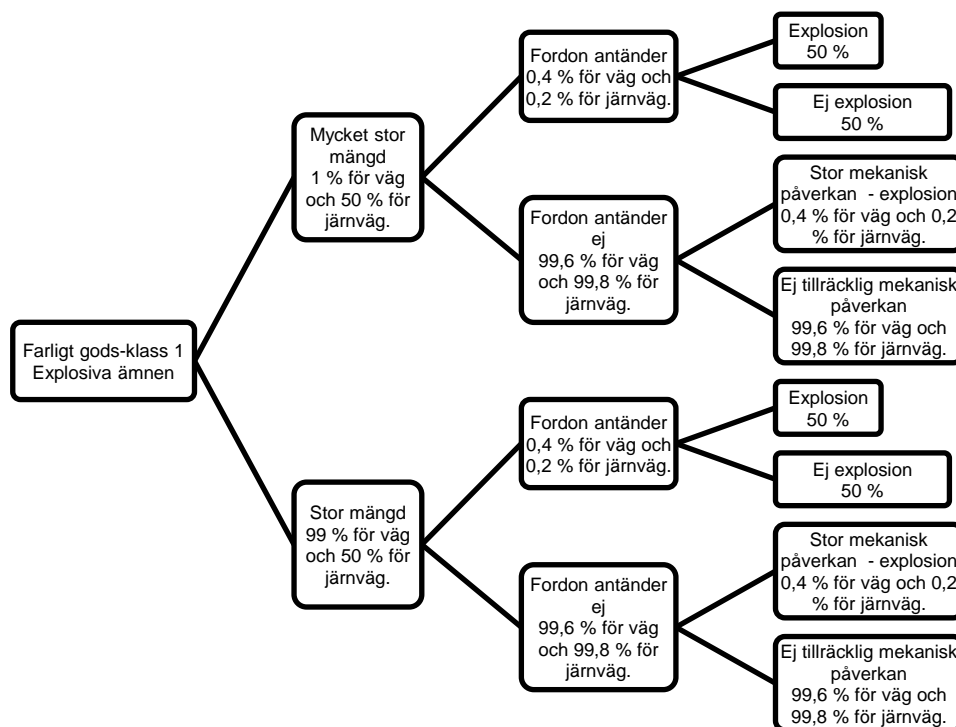 Farligt gods-klass 1
Explosiva ämnen
Mycket stor
mängd
1 % för väg
och 50 % för
järnväg.
Fordon antänder
0,4 % för väg och
0,2 % för järnväg.
Explosion
50 %
Ej explosion
50 %
Fordon antänder
ej
99,6 % för väg
och 99,8 % för
järnväg.
Stor mekanisk
påverkan - explosion
0,4 % för väg och 0,2
% för järnväg.
Ej tillräcklig mekanisk
påverkan
99,6 % för väg och
99,8 % för järnväg.
Stor mängd
99 % för väg
och 50 % för
järnväg.
Fordon antänder
0,4 % för väg och
0,2 % för järnväg.
Explosion
50 %
Ej explosion
50 %
Fordon antänder
ej
99,6 % för väg
och 99,8 % för
järnväg.
Stor mekanisk
påverkan - explosion
0,4 % för väg och 0,2
% för järnväg.
Ej tillräcklig mekanisk
påverkan
99,6 % för väg och
99,8 % för järnväg.